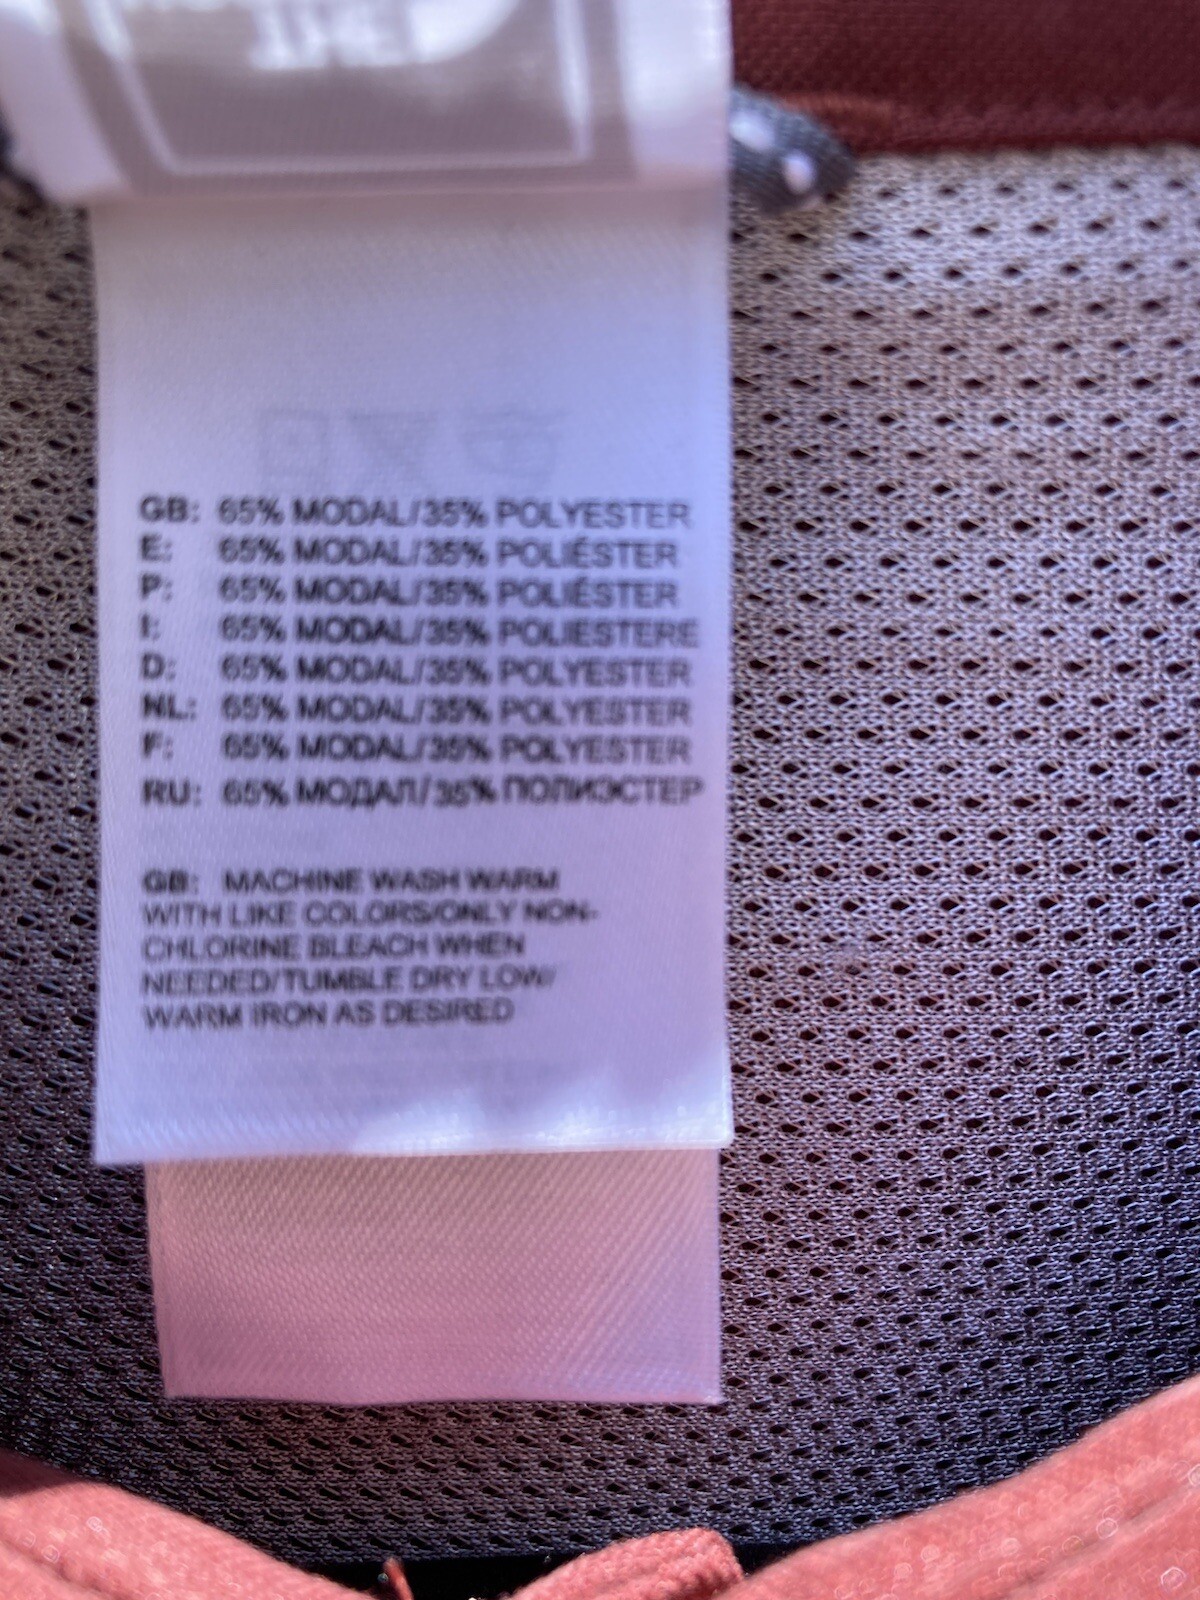 GB: 65% MODAL/35% POLYESTER
E: 65% MODAL/35% POLIÉSTER
P: 65% MODAL/35% POLIÉSTER
I: 65% MODAL/35% POLIESTERE
D: 65% MODAL/35% POLYESTER
NL: 65% MODAL/35% POLYESTER
F: 65% MODAL/35% POLYESTER
RU: 65% МОДАЛ/35% ПОЛИЭСТЕР
GB: MACHINE WASH WARM
WITH LIKE COLORS/ONLY NON-
CHLORINE BLEACH WHEN
NEEDED/TUMBLE DRY LOW/
WARM IRON AS DESIRED